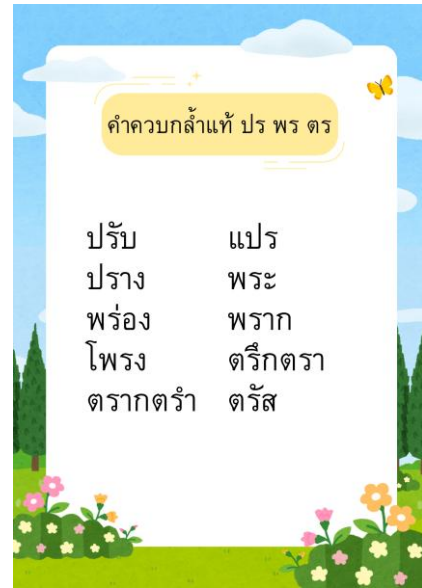 คำควบกล้ำแท้ ปร พร ตร
ปรับ แปร
ปราง พระ
พร่อง พราก
โพรง ตรึกตรา
ตรากตรำ ตรัส